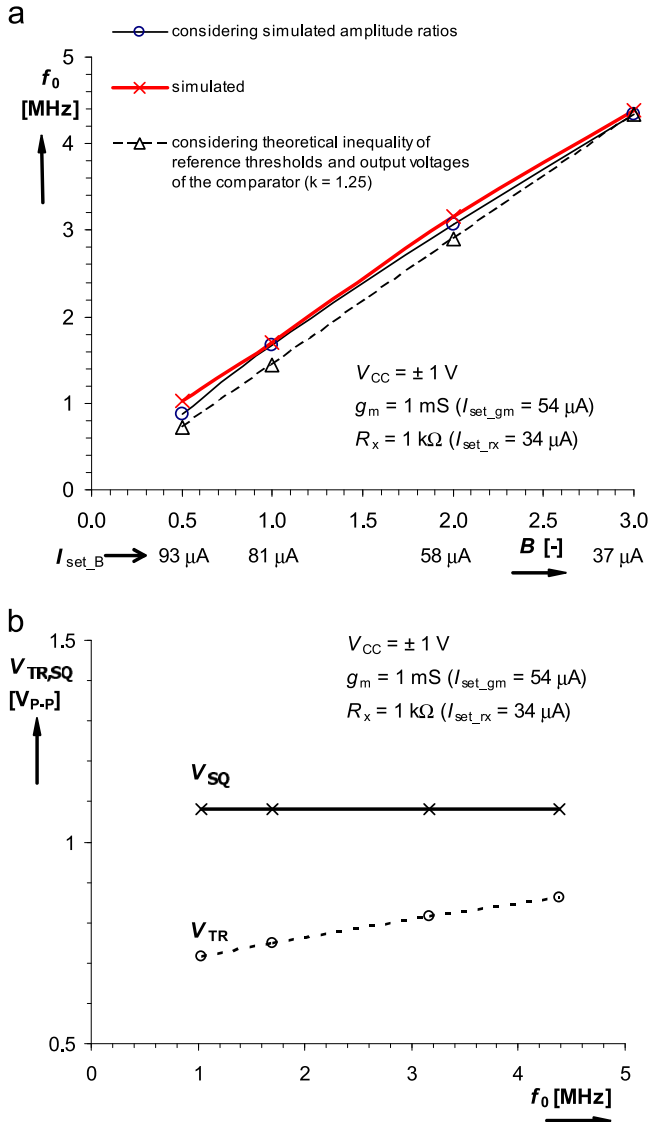 a
considering simulated amplitude ratios
simulated
considering theoretical inequality of
reference thresholds and output voltages
of the comparator (k = 1.25)
f0
[MHz]
5
4
3
2
1
0
VCC = ± 1 V
gm = 1 mS (Iset_gm = 54 µA)
Rx = 1 kΩ (Iset_rx = 34 µA)
0.0 0.5 1.0 1.5 2.0 2.5 3.0
B [-]
Iset_B 93 µA 81 µA 58 µA 37 µA
b
VTR,SQ
[VP-P]
1.5
1
0.5
VCC = ± 1 V
gm = 1 mS (Iset_gm = 54 µA)
Rx = 1 kΩ (Iset_rx = 34 µA)
VSQ
VTR
0 1 2 3 4 5
f0 [MHz]